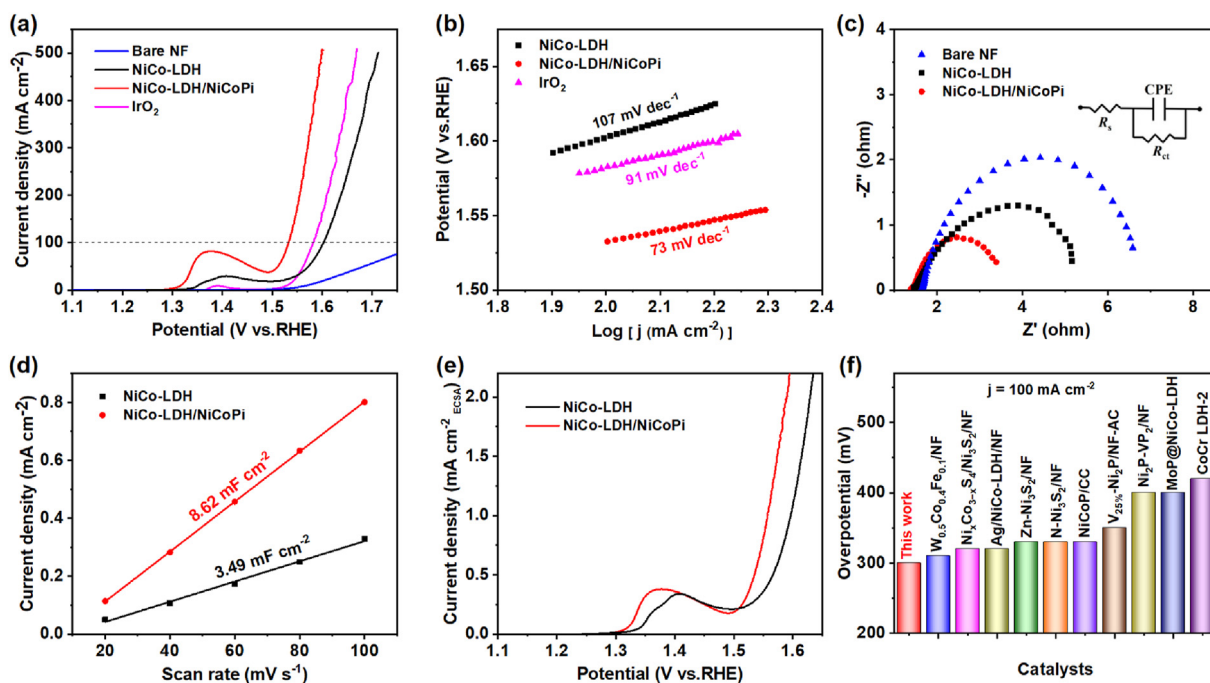 (a)
500
400
300
200
100
0
Current density (mA cm⁻²)
Bare NF
NiCo-LDH
NiCo-LDH/NiCoPi
IrO₂
1.1 1.2 1.3 1.4 1.5 1.6 1.7
Potential (V vs.RHE)
(b)
1.65
1.60
1.55
1.50
Potential (V vs.RHE)
NiCo-LDH
NiCo-LDH/NiCoPi
IrO₂
107 mV dec⁻¹
91 mV dec⁻¹
73 mV dec⁻¹
1.8 1.9 2.0 2.1 2.2 2.3 2.4
Log [ j (mA cm⁻²) ]
(c)
-5
-4
-3
-2
-1
0
-Z'' (ohm)
Bare NF
NiCo-LDH
NiCo-LDH/NiCoPi
CPE
Rₛ
R_ct
2 4 6 8
Z' (ohm)
(d)
0.8
0.6
0.4
0.2
0.0
Current density (mA cm⁻²)
NiCo-LDH
NiCo-LDH/NiCoPi
8.62 mF cm⁻²
3.49 mF cm⁻²
20 40 60 80 100
Scan rate (mV s⁻¹)
(e)
2.0
1.5
1.0
0.5
0.0
Current density (mA cm⁻² ECSA)
NiCo-LDH
NiCo-LDH/NiCoPi
1.1 1.2 1.3 1.4 1.5 1.6
Potential (V vs.RHE)
(f)
500
400
300
200
Overpotential (mV)
j = 100 mA cm⁻²
This work
W₀.₅Co₀.₄Fe₀.₁/NF
NiₓCo₃₋ₓS₄/Ni₃S₂/NF
Ag/NiCo-LDH/NF
Zn-Ni₃S₂/NF
N-Ni₃S₂/NF
NiCoP/CC
V₂₅%-Ni₂P/NF-AC
Ni₂P-VP₂/NF
MoP@NiCo-LDH
CoCr LDH-2
Catalysts